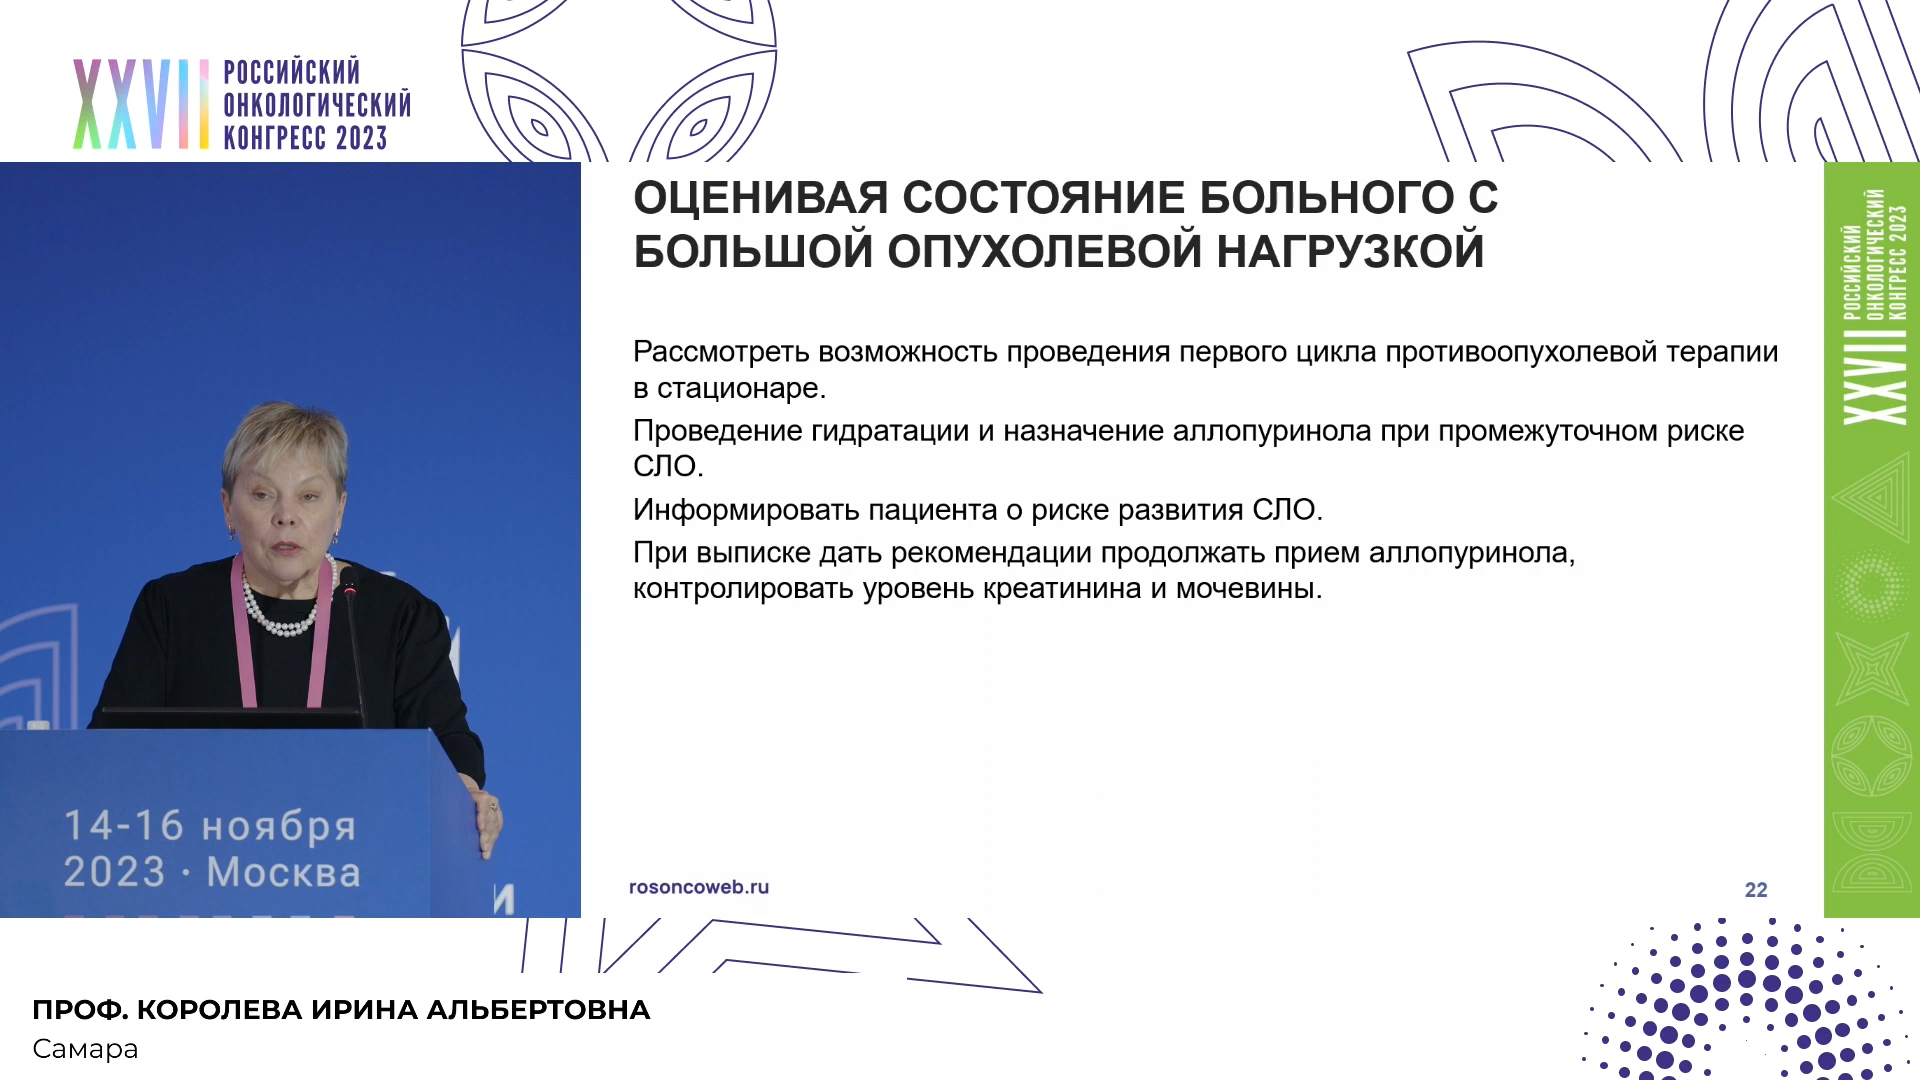 XXVII
РОССИЙСКИЙ
ОНКОЛОГИЧЕСКИЙ
КОНГРЕСС 2023
ОЦЕНИВАЯ СОСТОЯНИЕ БОЛЬНОГО С
БОЛЬШОЙ ОПУХОЛЕВОЙ НАГРУЗКОЙ
Рассмотреть возможность проведения первого цикла противоопухолевой терапии
в стационаре.
Проведение гидратации и назначение аллопуринола при промежуточном риске
СЛО.
Информировать пациента о риске развития СЛО.
При выписке дать рекомендации продолжать прием аллопуринола,
контролировать уровень креатинина и мочевины.
rosoncoweb.ru
22
XXVII
РОССИЙСКИЙ
ОНКОЛОГИЧЕСКИЙ
КОНГРЕСС 2023
14-16 ноября
2023 · Москва
И
ПРОФ. КОРОЛЕВА ИРИНА АЛЬБЕРТОВНА
Самара